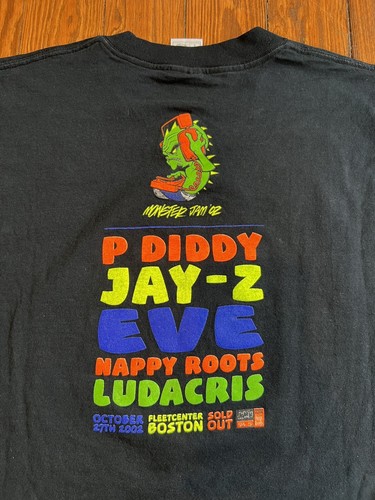 MONSTER JAM '02
P DIDDY
JAY-Z
EVE
NAPPY ROOTS
LUDACRIS
OCTOBER FLEETCENTER SOLD
27TH 2002 BOSTON OUT